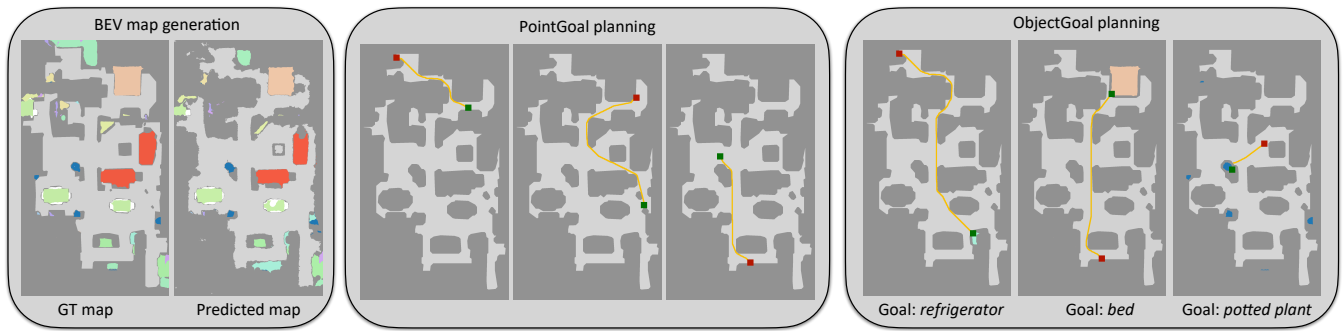 BEV map generation
GT map
Predicted map
PointGoal planning
ObjectGoal planning
Goal: refrigerator
Goal: bed
Goal: potted plant